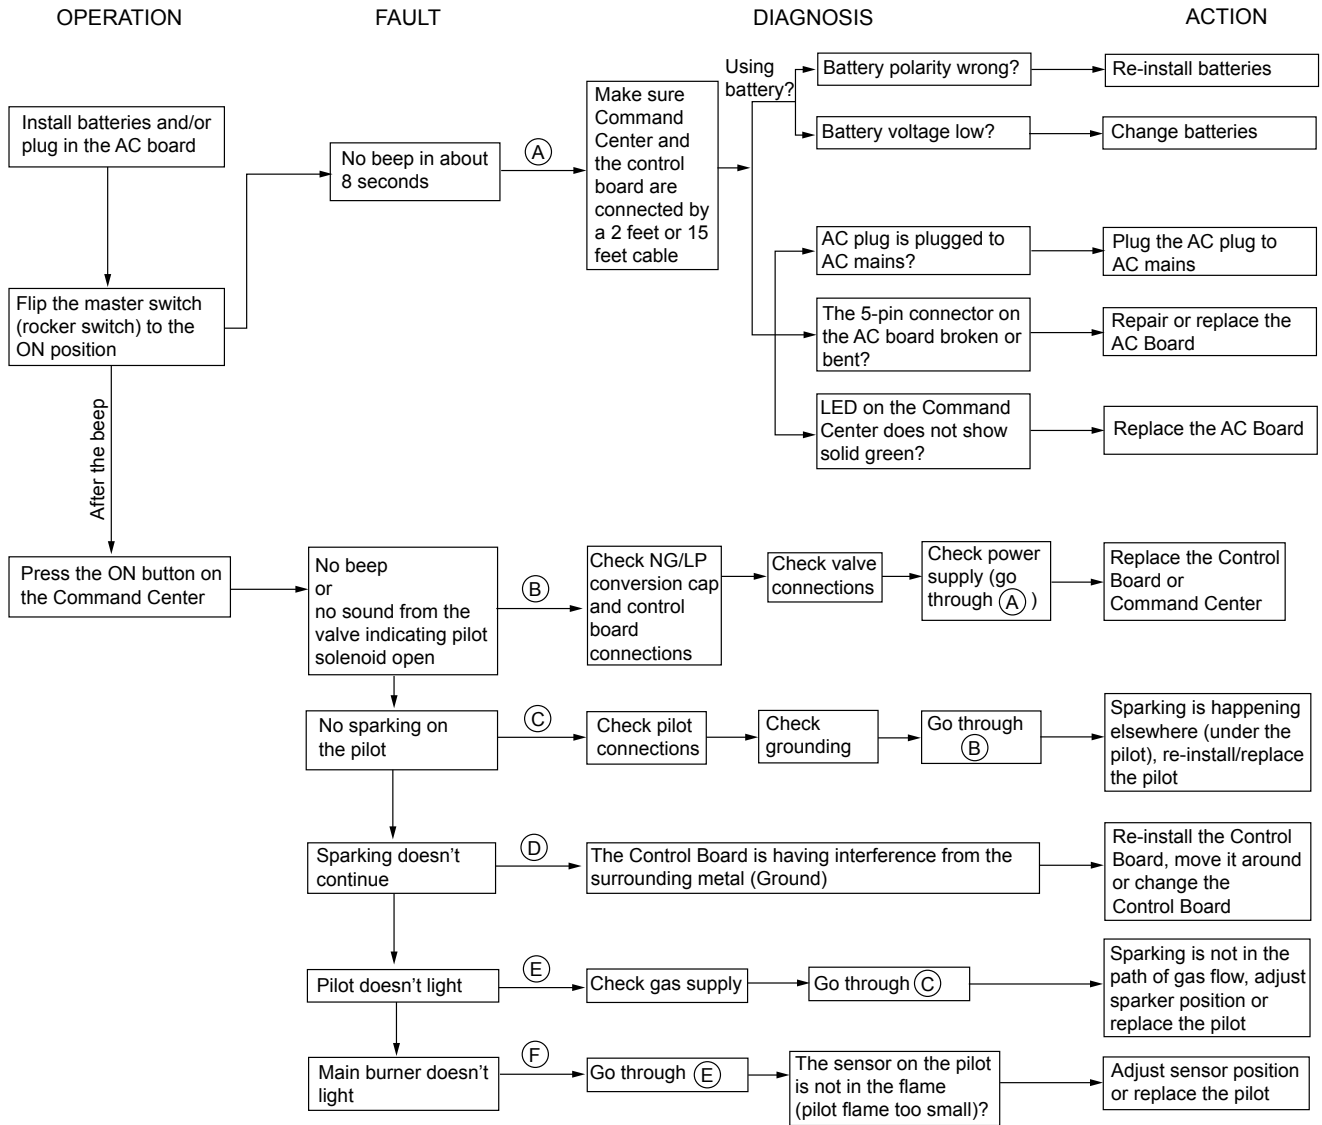 OPERATION
FAULT
DIAGNOSIS
ACTION
Install batteries and/or
plug in the AC board
Flip the master switch
(rocker switch) to the
ON position
No beep in about
8 seconds
A
Make sure
Command
Center and
the control
board are
connected by
a 2 feet or 15
feet cable
Using
battery?
Battery polarity wrong?
Re-install batteries
Battery voltage low?
Change batteries
AC plug is plugged to
AC mains?
Plug the AC plug to
AC mains
The 5-pin connector on
the AC board broken or
bent?
Repair or replace the
AC Board
LED on the Command
Center does not show
solid green?
Replace the AC Board
After the beep
Press the ON button on
the Command Center
No beep
or
no sound from the
valve indicating pilot
solenoid open
B
Check NG/LP
conversion cap
and control
board
connections
Check valve
connections
Check power
supply (go
through A )
Replace the Control
Board or
Command Center
No sparking on
the pilot
C
Check pilot
connections
Check
grounding
Go through
B
Sparking is happening
elsewhere (under the
pilot), re-install/replace
the pilot
Sparking doesn't
continue
D
The Control Board is having interference from the
surrounding metal (Ground)
Re-install the Control
Board, move it around
or change the
Control Board
Pilot doesn't light
E
Check gas supply
Go through C
Sparking is not in the
path of gas flow, adjust
sparker position or
replace the pilot
Main burner doesn't
light
F
Go through E
The sensor on the pilot
is not in the flame
(pilot flame too small)?
Adjust sensor position
or replace the pilot